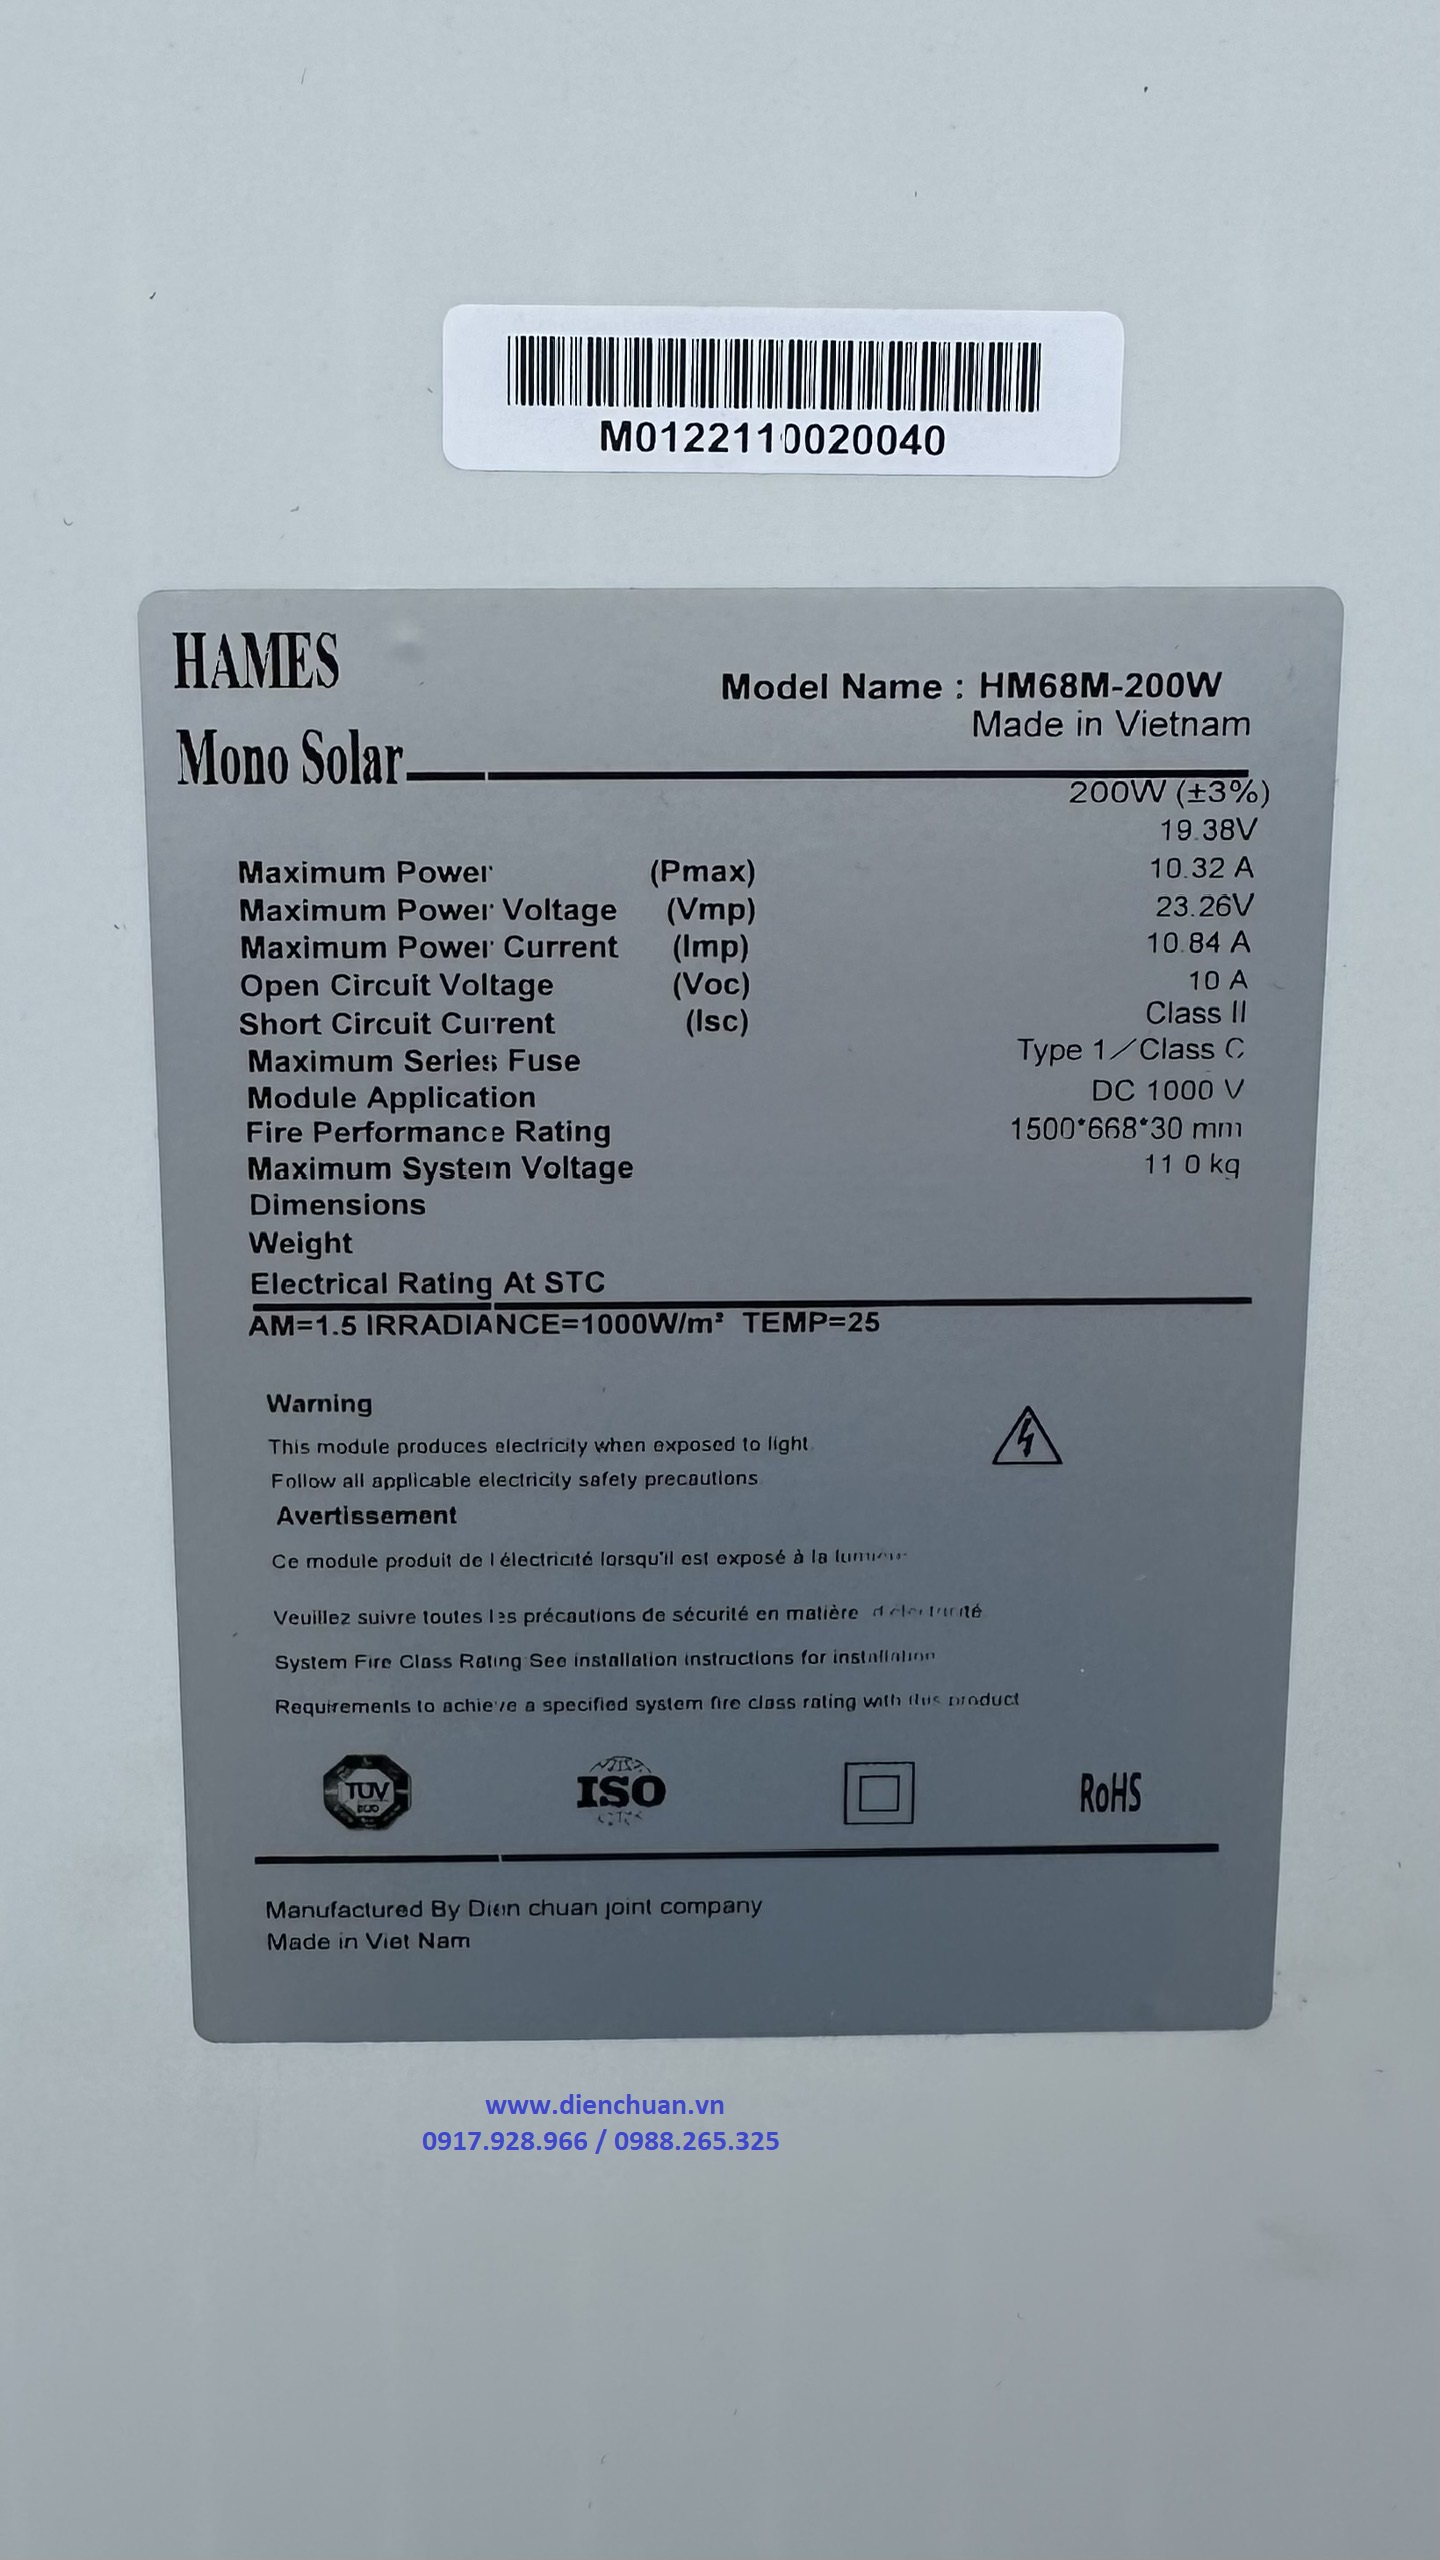 M0122110020040
HAMES
Model Name : HM68M-200W
Made in Vietnam
Mono Solar
200W (±3%)
19.38V
Maximum Power (Pmax) 10.32 A
Maximum Power Voltage (Vmp) 23.26V
Maximum Power Current (Imp) 10.84 A
Open Circuit Voltage (Voc) 10 A
Short Circuit Current (Isc) Class II
Maximum Series Fuse Type 1/Class C
Module Application DC 1000 V
Fire Performance Rating 1500*668*30 mm
Maximum System Voltage 11 0 kg
Dimensions
Weight
Electrical Rating At STC
AM=1.5 IRRADIANCE=1000W/m² TEMP=25
Warning
This module produces electricity when exposed to light
Follow all applicable electricity safety precautions
Avertissement
Ce module produit de l électricité lorsqu'il est exposé à la
Veuillez suivre toutes les précautions de sécurité en matière
System Fire Class Rating See installation instructions for installation
Requirements to achieve a specified system fire class rating with this product
TUV
ISO
RoHS
Manufactured By Dien chuan joint company
Made in Viet Nam
www.dienchuan.vn
0917.928.966 / 0988.265.325